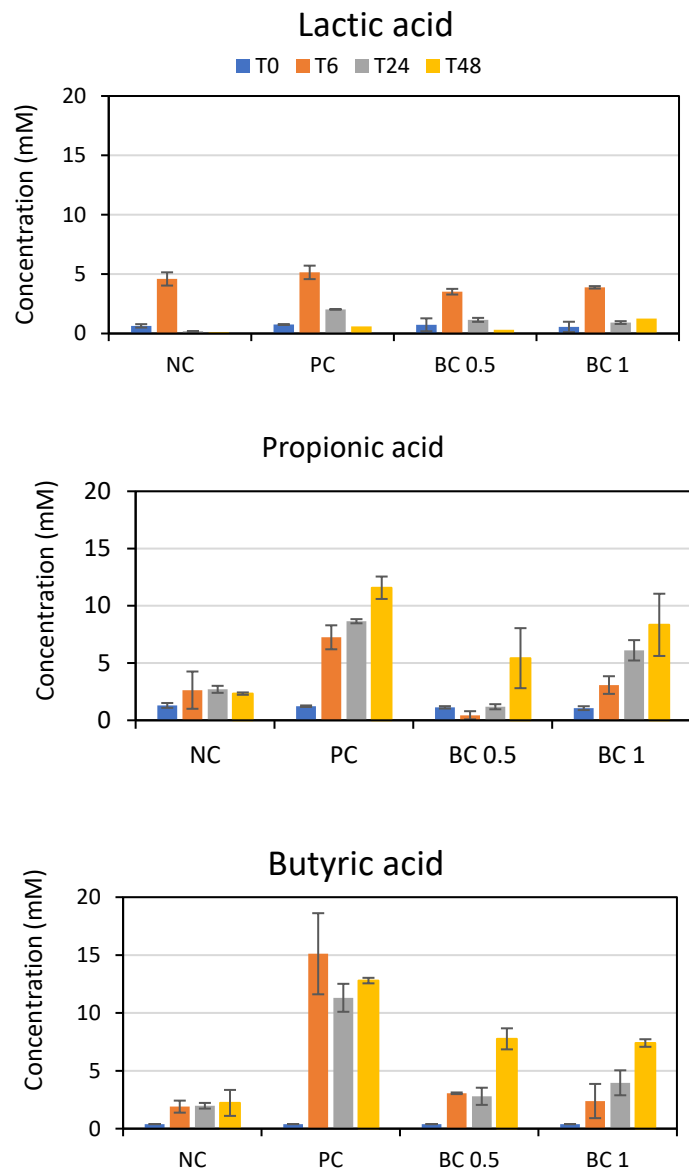 Lactic acid
T0 T6 T24 T48
Concentration (mM)
20
15
10
5
0
NC PC BC 0.5 BC 1
Propionic acid
Concentration (mM)
20
15
10
5
0
NC PC BC 0.5 BC 1
Butyric acid
Concentration (mM)
20
15
10
5
0
NC PC BC 0.5 BC 1